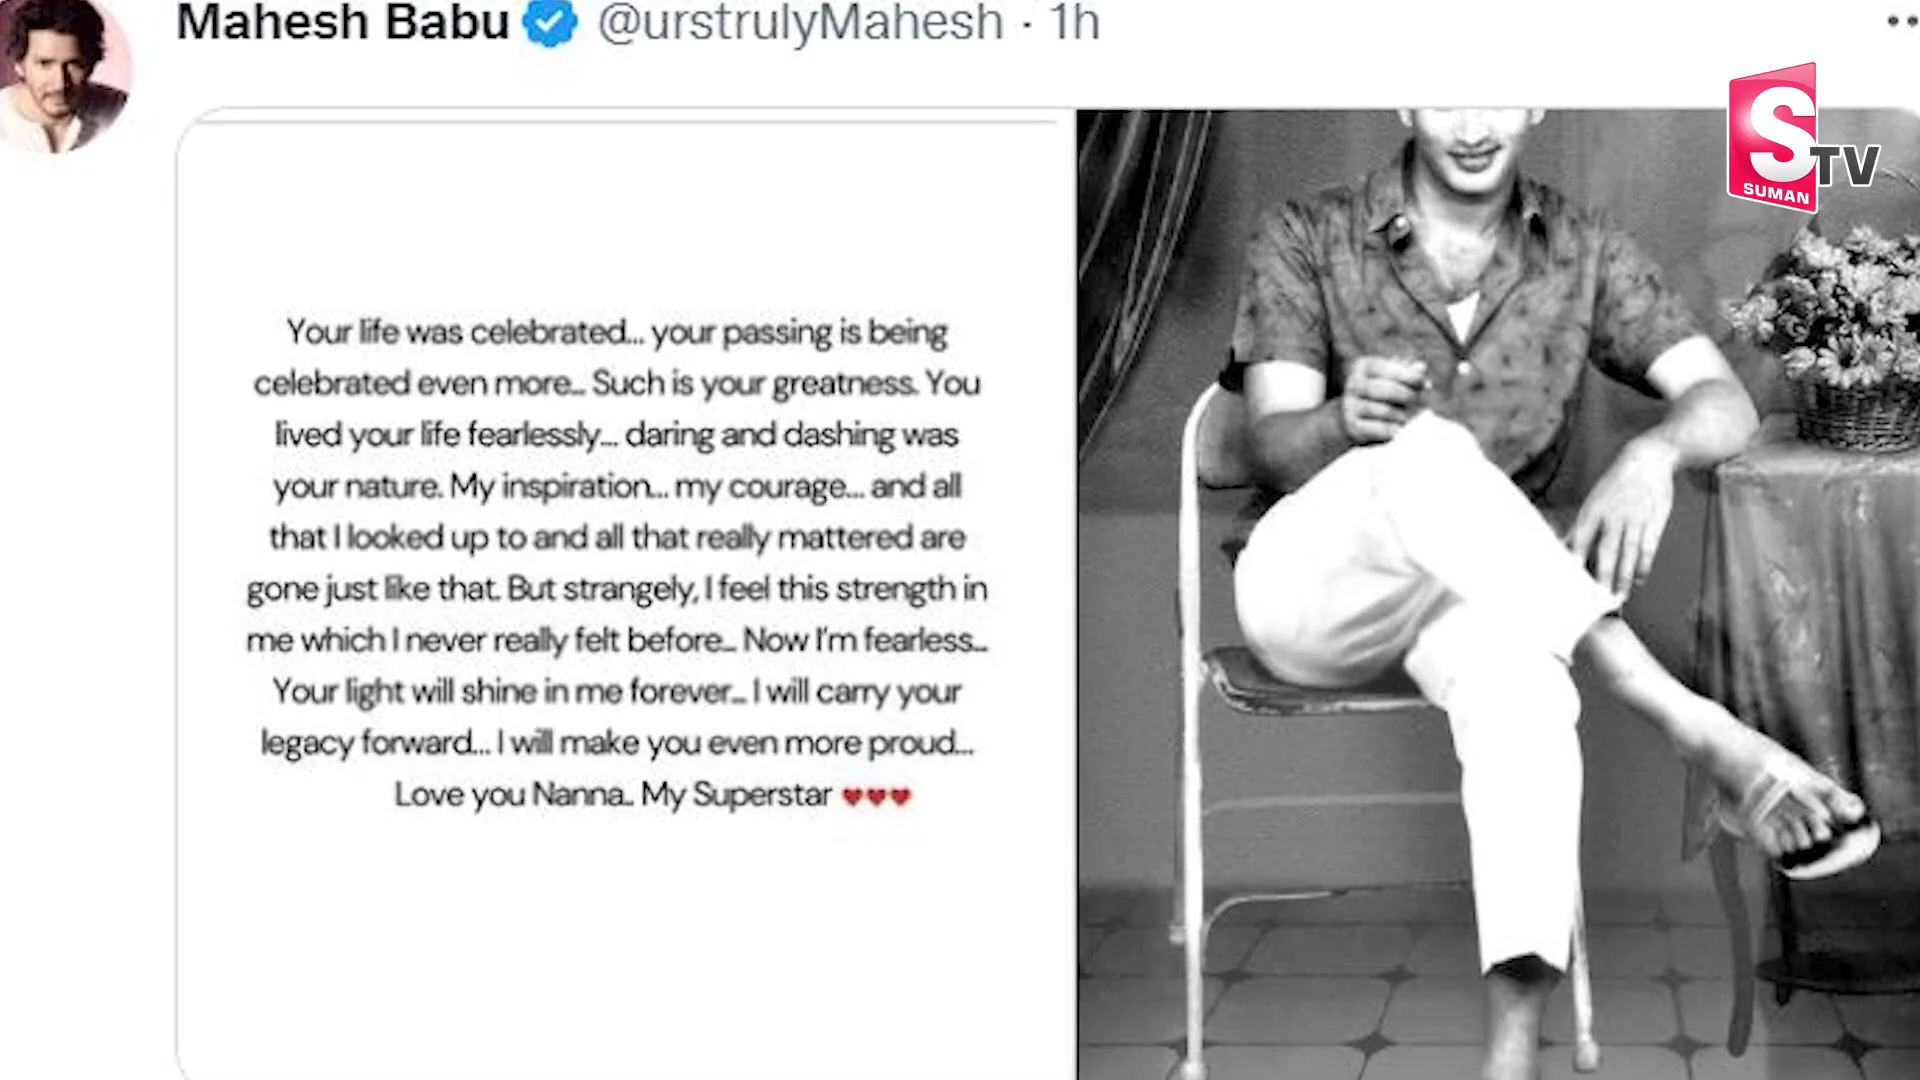 Mahesh Babu @urstrulyMahesh · 1h
S
TV
SUMAN
Your life was celebrated... your passing is being
celebrated even more... Such is your greatness. You
lived your life fearlessly... daring and dashing was
your nature. My inspiration... my courage... and all
that I looked up to and all that really mattered are
gone just like that. But strangely, I feel this strength in
me which I never really felt before... Now I'm fearless...
Your light will shine in me forever... I will carry your
legacy forward... I will make you even more proud...
Love you Nanna.. My Superstar ♥♥♥